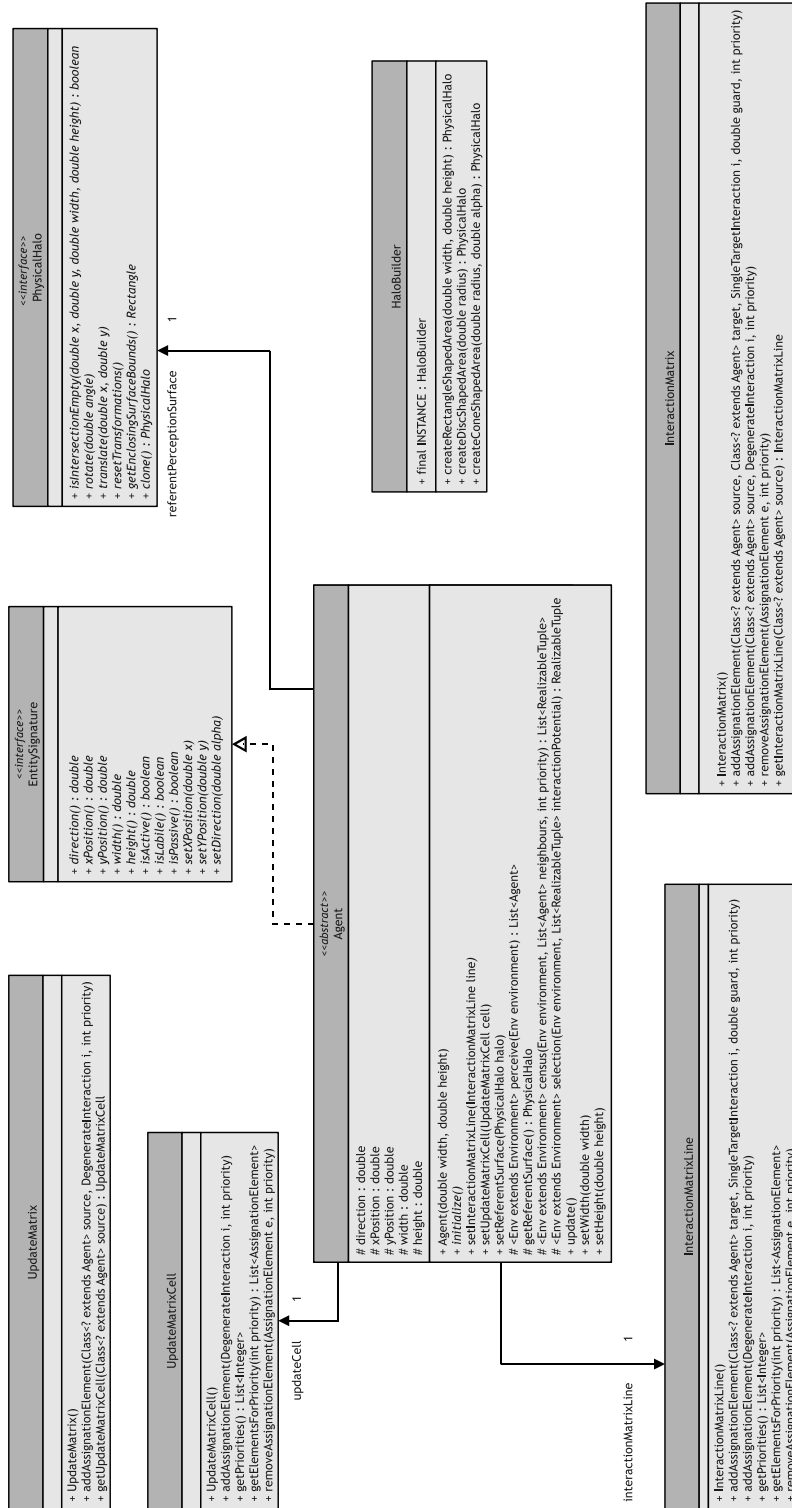 UpdateMatrix
+ UpdateMatrix()
+ addAssignationElement(Class<? extends Agent> source, DegenerateInteraction i, int priority)
+ getUpdateMatrixCell(Class<? extends Agent> source) : UpdateMatrixCell
<<interface>>
EntitySignature
+ direction() : double
+ xPosition() : double
+ yPosition() : double
+ width() : double
+ height() : double
+ isActive() : boolean
+ isLabile() : boolean
+ isPassive() : boolean
+ setXPosition(double x)
+ setYPosition(double y)
+ setDirection(double alpha)
<<interface>>
PhysicalHalo
+ isIntersectionEmpty(double x, double y, double width, double height) : boolean
+ rotate(double angle)
+ translate(double x, double y)
+ resetTransformations()
+ getEnclosingSurfaceBounds() : Rectangle
+ clone() : PhysicalHalo
referentPerceptionSurface
1
UpdateMatrixCell
+ UpdateMatrixCell()
+ addAssignationElement(DegenerateInteraction i, int priority)
+ getPriorities() : List<Integer>
+ getElementsForPriority(int priority) : List<AssignationElement>
+ removeAssignationElement(AssignationElement e, int priority)
updateCell
1
<<abstract>>
Agent
# direction : double
# xPosition : double
# yPosition : double
# width : double
# height : double
+ Agent(double width, double height)
+ initialize()
+ setInteractionMatrixLine(InteractionMatrixLine line)
+ setUpdateMatrixCell(UpdateMatrixCell cell)
+ setReferentSurface(PhysicalHalo halo)
# <Env extends Environment> perceive(Env environment) : List<Agent>
# getReferentSurface() : PhysicalHalo
# <Env extends Environment> census(Env environment, List<Agent> neighbours, int priority) : List<RealizableTuple>
# <Env extends Environment> selection(Env environment, List<RealizableTuple> interactionPotential) : RealizableTuple
+ update()
+ setWidth(double width)
+ setHeight(double height)
HaloBuilder
+ final INSTANCE : HaloBuilder
+ createRectangleShapedArea(double width, double height) : PhysicalHalo
+ createDiscShapedArea(double radius) : PhysicalHalo
+ createConeShapedArea(double radius, double alpha) : PhysicalHalo
interactionMatrixLine
1
InteractionMatrixLine
+ InteractionMatrixLine()
+ addAssignationElement(Class<? extends Agent> target, SingleTargetInteraction i, double guard, int priority)
+ addAssignationElement(DegenerateInteraction i, int priority)
+ getPriorities() : List<Integer>
+ getElementsForPriority(int priority) : List<AssignationElement>
+ removeAssignationElement(AssignationElement e, int priority)
InteractionMatrix
+ InteractionMatrix()
+ addAssignationElement(Class<? extends Agent> source, Class<? extends Agent> target, SingleTargetInteraction i, double guard, int priority)
+ addAssignationElement(Class<? extends Agent> source, DegenerateInteraction i, int priority)
+ removeAssignationElement(AssignationElement e, int priority)
+ getInteractionMatrixLine(Class<? extends Agent> source) : InteractionMatrixLine